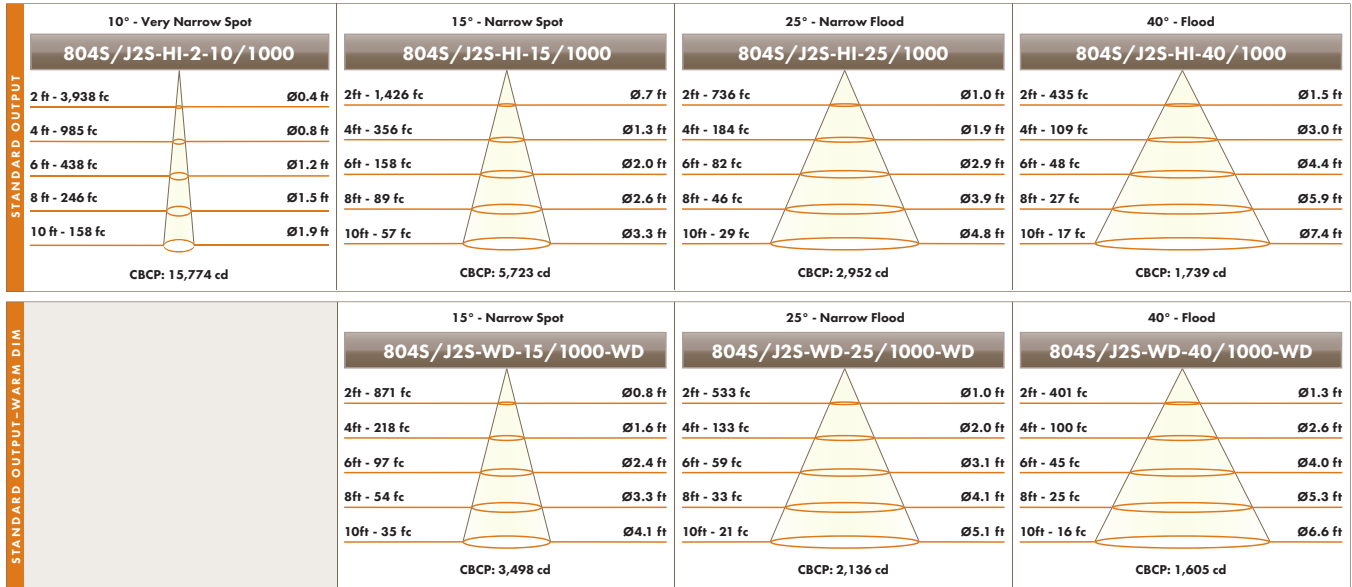 STANDARD OUTPUT
10° - Very Narrow Spot
804S/J2S-HI-2-10/1000
2 ft - 3,938 fc Ø0.4 ft
4 ft - 985 fc Ø0.8 ft
6 ft - 438 fc Ø1.2 ft
8 ft - 246 fc Ø1.5 ft
10 ft - 158 fc Ø1.9 ft
CBCP: 15,774 cd
15° - Narrow Spot
804S/J2S-HI-15/1000
2ft - 1,426 fc Ø.7 ft
4ft - 356 fc Ø1.3 ft
6ft - 158 fc Ø2.0 ft
8ft - 89 fc Ø2.6 ft
10ft - 57 fc Ø3.3 ft
CBCP: 5,723 cd
25° - Narrow Flood
804S/J2S-HI-25/1000
2ft - 736 fc Ø1.0 ft
4ft - 184 fc Ø1.9 ft
6ft - 82 fc Ø2.9 ft
8ft - 46 fc Ø3.9 ft
10ft - 29 fc Ø4.8 ft
CBCP: 2,952 cd
40° - Flood
804S/J2S-HI-40/1000
2ft - 435 fc Ø1.5 ft
4ft - 109 fc Ø3.0 ft
6ft - 48 fc Ø4.4 ft
8ft - 27 fc Ø5.9 ft
10ft - 17 fc Ø7.4 ft
CBCP: 1,739 cd
STANDARD OUTPUT–WARM DIM
15° - Narrow Spot
804S/J2S-WD-15/1000-WD
2ft - 871 fc Ø0.8 ft
4ft - 218 fc Ø1.6 ft
6ft - 97 fc Ø2.4 ft
8ft - 54 fc Ø3.3 ft
10ft - 35 fc Ø4.1 ft
CBCP: 3,498 cd
25° - Narrow Flood
804S/J2S-WD-25/1000-WD
2ft - 533 fc Ø1.0 ft
4ft - 133 fc Ø2.0 ft
6ft - 59 fc Ø3.1 ft
8ft - 33 fc Ø4.1 ft
10ft - 21 fc Ø5.1 ft
CBCP: 2,136 cd
40° - Flood
804S/J2S-WD-40/1000-WD
2ft - 401 fc Ø1.3 ft
4ft - 100 fc Ø2.6 ft
6ft - 45 fc Ø4.0 ft
8ft - 25 fc Ø5.3 ft
10ft - 16 fc Ø6.6 ft
CBCP: 1,605 cd